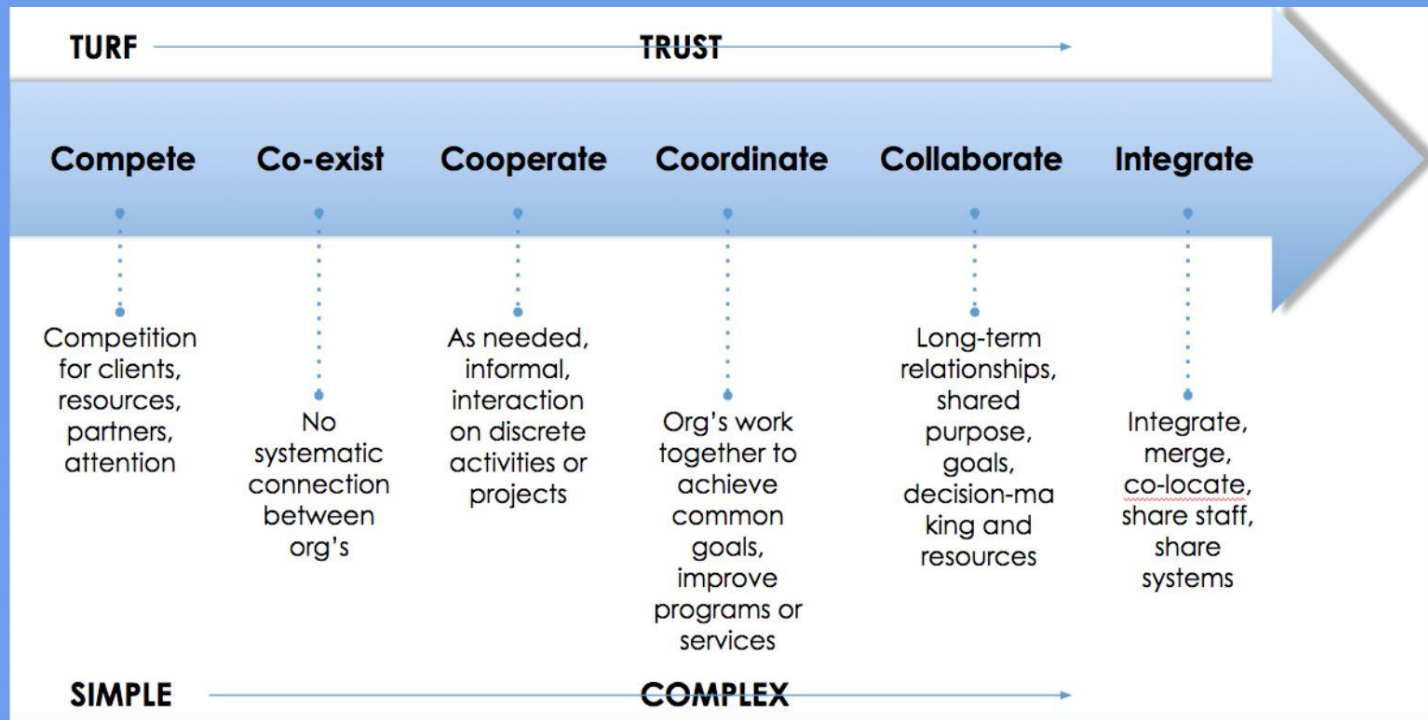 TURF TRUST
Compete Co-exist Cooperate Coordinate Collaborate Integrate
Competition
for clients,
resources,
partners,
attention
No
systematic
connection
between
org's
As needed,
informal,
interaction
on discrete
activities or
projects
Org's work
together to
achieve
common
goals,
improve
programs or
services
Long-term
relationships,
shared
purpose,
goals,
decision-ma
king and
resources
Integrate,
merge,
co-locate,
share staff,
share
systems
SIMPLE COMPLEX